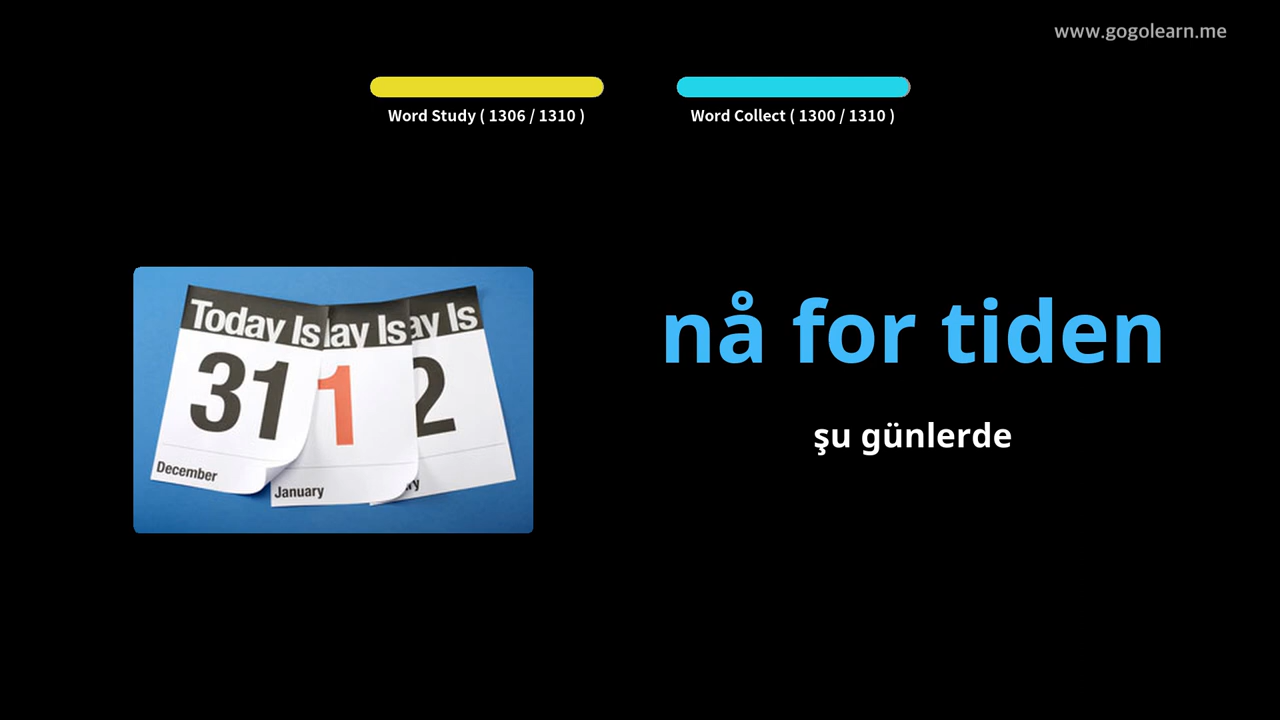 www.gogolearn.me
Word Study ( 1306 / 1310 )
Word Collect ( 1300 / 1310 )
nå for tiden
şu günlerde
Today Is
ay Is
ay Is
31
1
2
December
January
ry